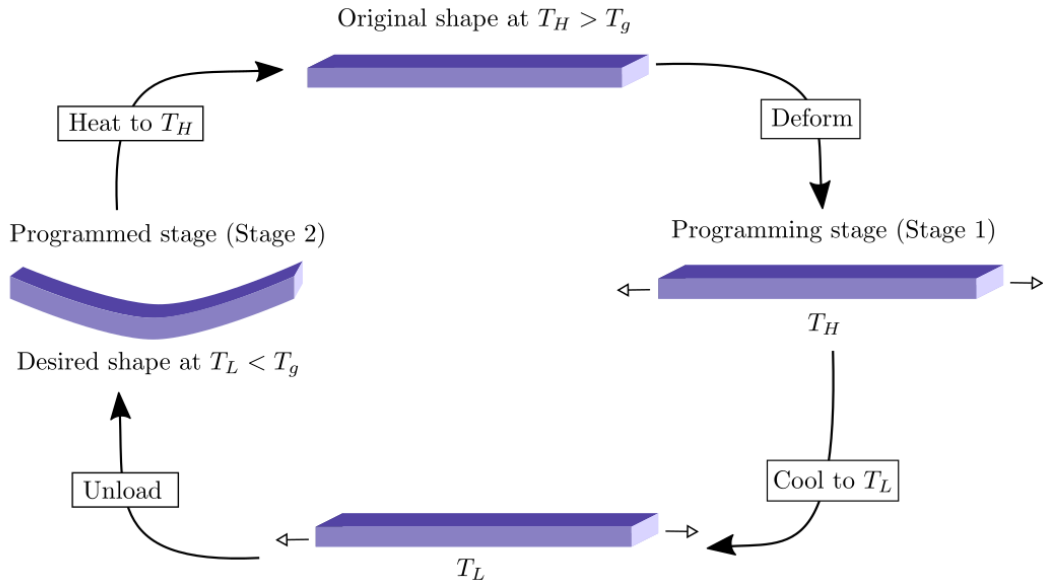 Original shape at T_H > T_g
Deform
Programming stage (Stage 1)
T_H
Cool to T_L
T_L
Unload
Programmed stage (Stage 2)
Desired shape at T_L < T_g
Heat to T_H